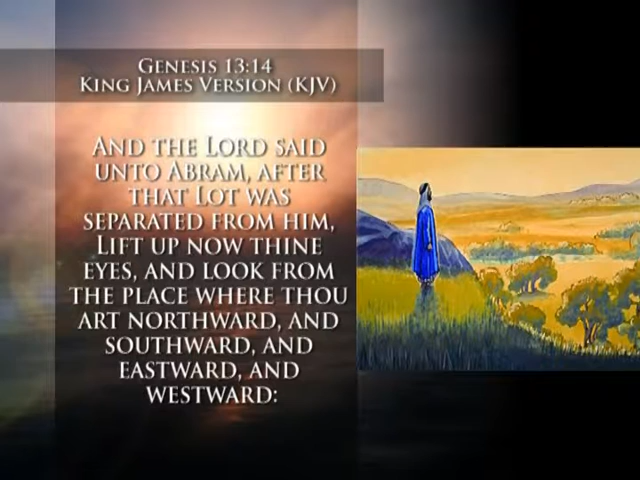 Genesis 13:14
King James Version (KJV)
And the Lord said
unto Abram, after
that Lot was
separated from him,
Lift up now thine
eyes, and look from
the place where thou
art northward, and
southward, and
eastward, and
westward: